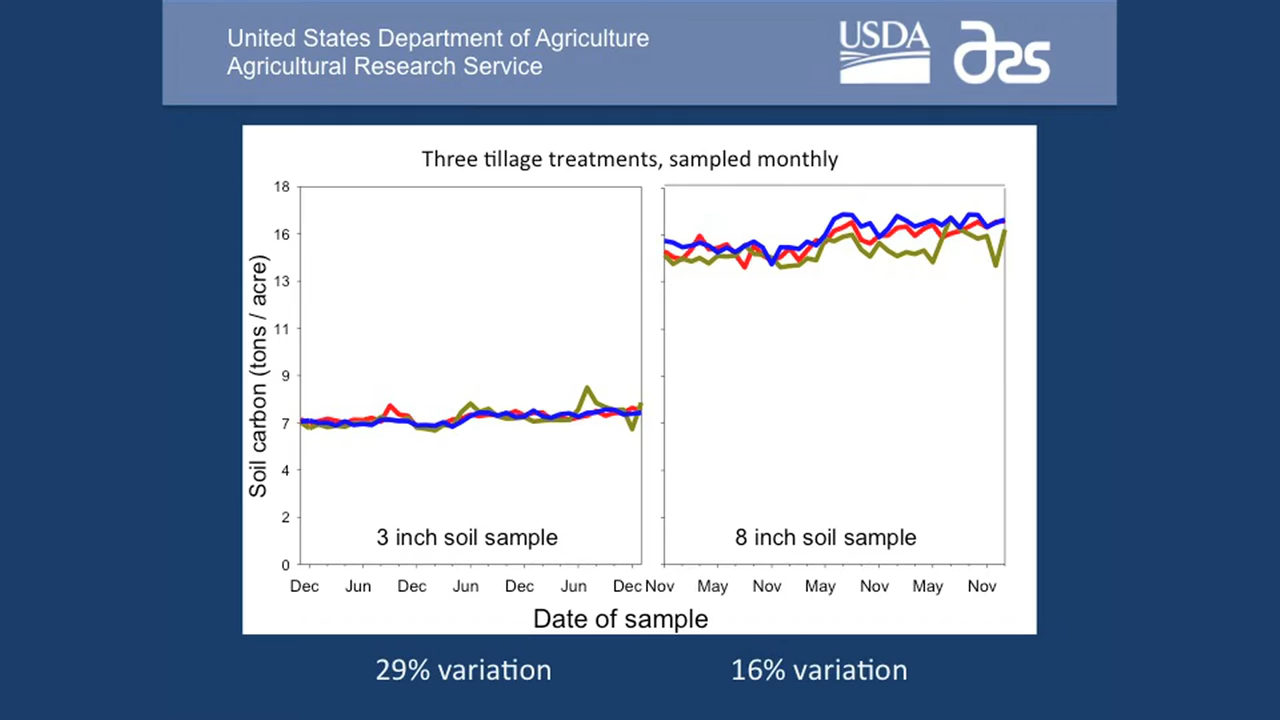 United States Department of Agriculture
Agricultural Research Service
USDA
ars
Three tillage treatments, sampled monthly
Soil carbon (tons / acre)
18
16
13
11
9
7
4
2
0
3 inch soil sample
8 inch soil sample
Dec Jun Dec Jun Dec Jun Dec Nov May Nov May Nov May Nov
Date of sample
29% variation
16% variation